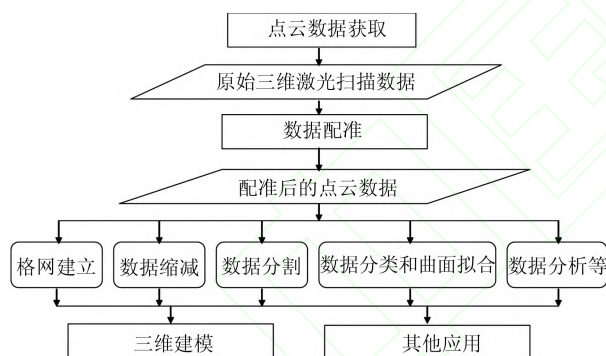 点云数据获取
原始三维激光扫描数据
数据配准
配准后的点云数据
格网建立
数据缩减
数据分割
数据分类和曲面拟合
数据分析等
三维建模
其他应用